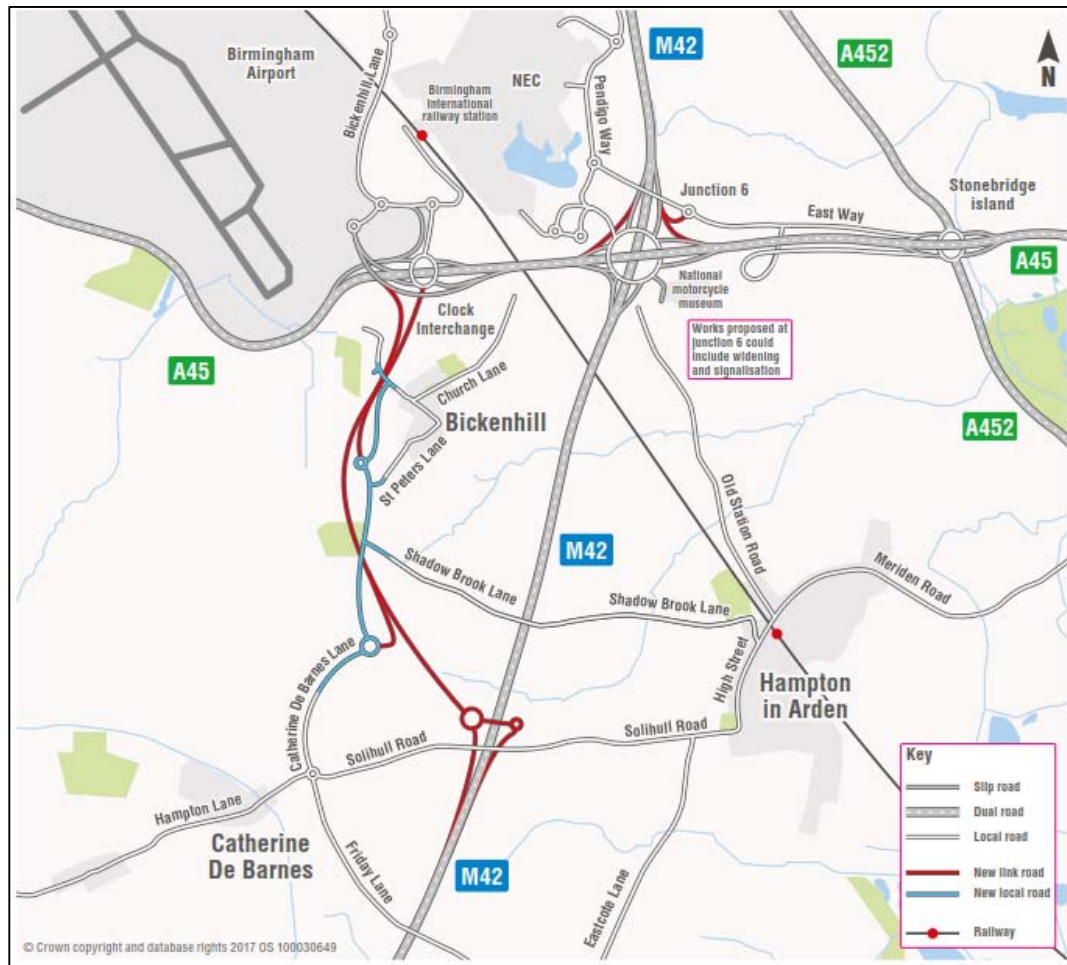 M42
A452
N
Birmingham
Airport
Bickenhill Lane
Birmingham
international
railway station
NEC
Pendigo Way
Junction 6
Stonebridge
island
East Way
A45
National
motorcycle
museum
Clock
Interchange
Works proposed at
junction 6 could
include widening
and signalisation
A45
Church Lane
Bickenhill
St Peters Lane
A452
Old Station Road
M42
Meriden Road
Shadow Brook Lane
Shadow Brook Lane
High Street
Hampton
in Arden
Catherine De Barnes Lane
Solihull Road
Solihull Road
Hampton Lane
Catherine
De Barnes
Friday Lane
M42
Eastcote Lane
Key
Slip road
Dual road
Local road
New link road
New local road
Railway
© Crown copyright and database rights 2017 OS 100030649